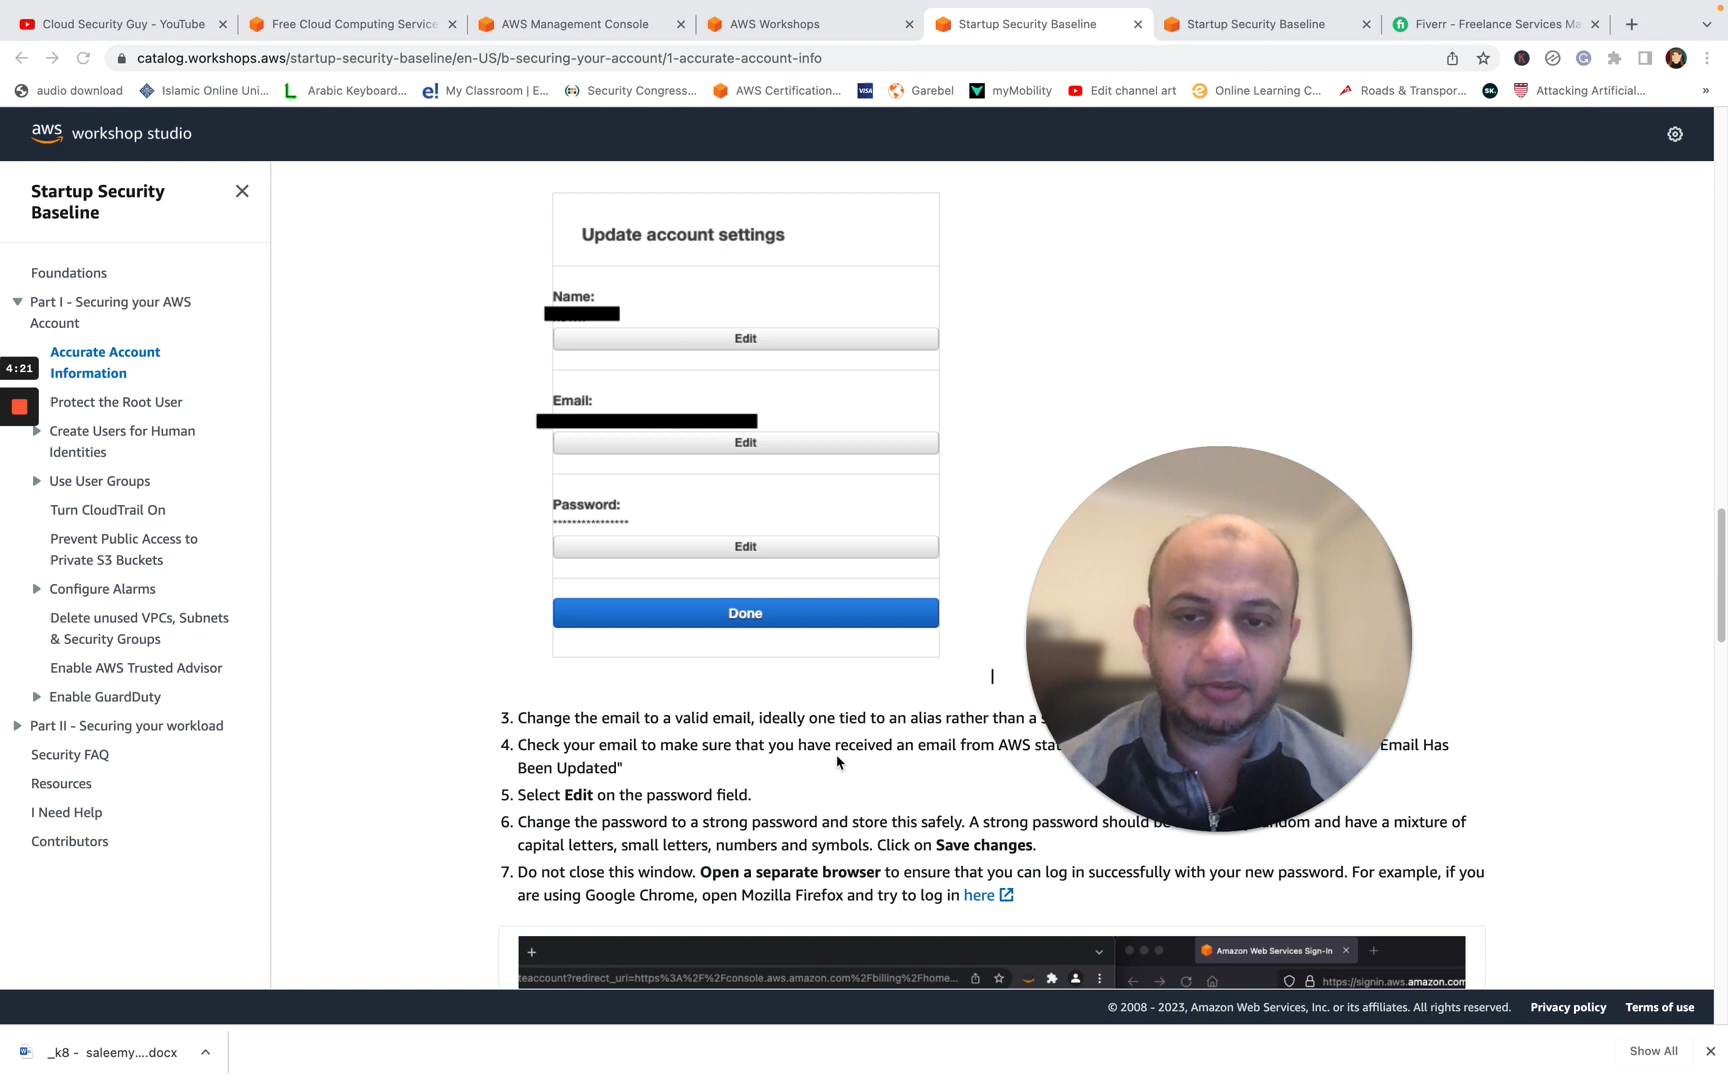 Cloud Security Guy - YouTube
Free Cloud Computing Service
AWS Management Console
AWS Workshops
Startup Security Baseline
Startup Security Baseline
Fiverr - Freelance Services Ma
catalog.workshops.aws/startup-security-baseline/en-US/b-securing-your-account/1-accurate-account-info
audio download
Islamic Online Uni...
Arabic Keyboard...
My Classroom | E...
Security Congress...
AWS Certification...
VISA
Garebel
myMobility
Edit channel art
Online Learning C...
Roads & Transpor...
SK.
Attacking Artificial...
»
aws workshop studio
Startup Security
Baseline
Foundations
Part I - Securing your AWS
Account
4:21
Accurate Account
Information
Protect the Root User
Create Users for Human
Identities
Use User Groups
Turn CloudTrail On
Prevent Public Access to
Private S3 Buckets
Configure Alarms
Delete unused VPCs, Subnets
& Security Groups
Enable AWS Trusted Advisor
Enable GuardDuty
Part II - Securing your workload
Security FAQ
Resources
I Need Help
Contributors
Update account settings
Name:
Edit
Email:
Edit
Password:
****************
Edit
Done
3. Change the email to a valid email, ideally one tied to an alias rather than a
4. Check your email to make sure that you have received an email from AWS Email Has
Been Updated"
5. Select Edit on the password field.
6. Change the password to a strong password and store this safely. A strong password should and have a mixture of
capital letters, small letters, numbers and symbols. Click on Save changes.
7. Do not close this window. Open a separate browser to ensure that you can log in successfully with your new password. For example, if you
are using Google Chrome, open Mozilla Firefox and try to log in here
Amazon Web Services Sign-In
teaccount?redirect_uri=https%3A%2F%2Fconsole.aws.amazon.com%2Fbilling%2Fhome...
https://signin.aws.amazon.com
© 2008 - 2023, Amazon Web Services, Inc. or its affiliates. All rights reserved.
Privacy policy
Terms of use
_k8 - saleemy....docx
Show All